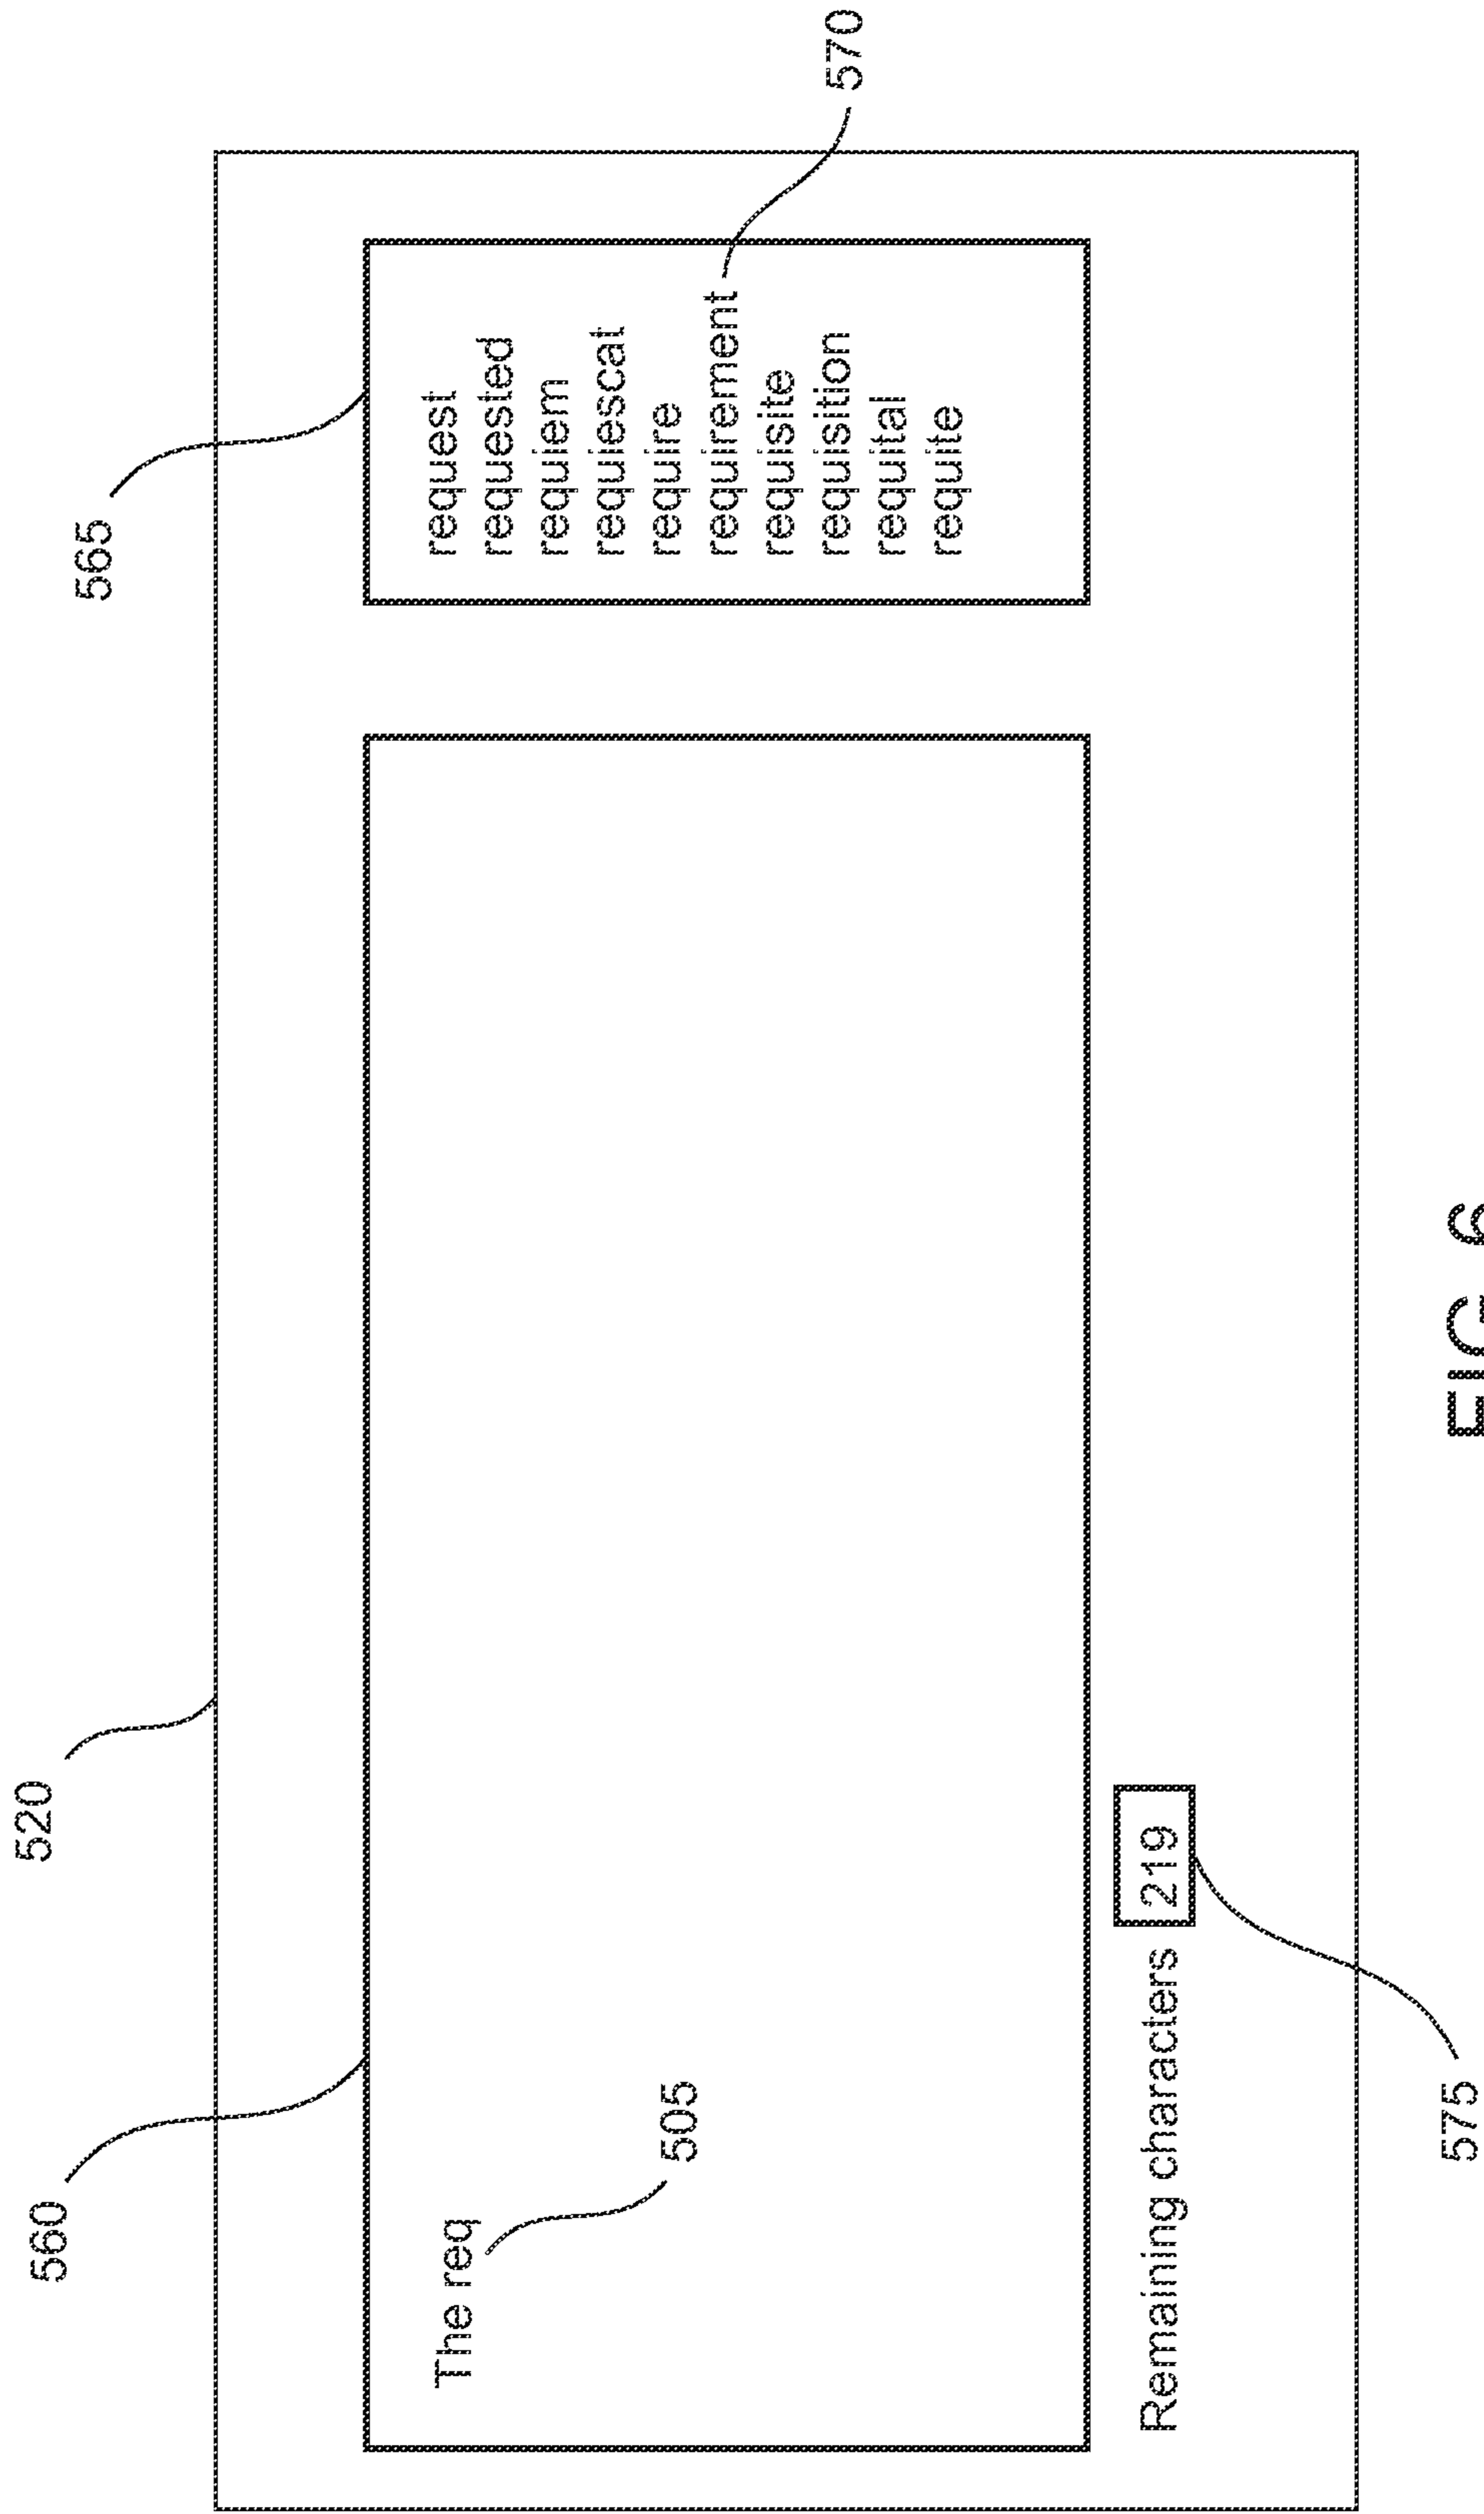 520
560
565
The req
505
request
requested
requiem
requiescat
require
requirement
requisite
requisition
requital
requite
570
Remaining characters 219
575
FIG. 6